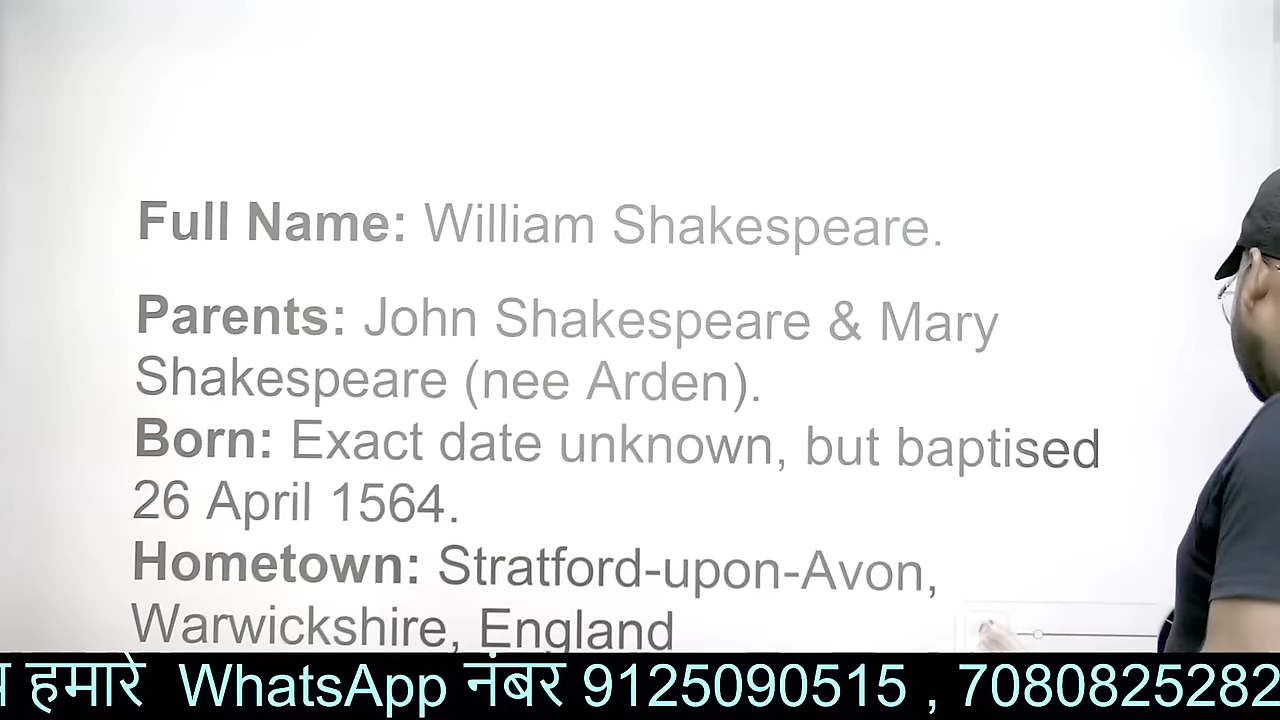 Full Name: William Shakespeare.
Parents: John Shakespeare & Mary
Shakespeare (nee Arden).
Born: Exact date unknown, but baptised
26 April 1564.
Hometown: Stratford-upon-Avon,
Warwickshire, England
हमारे WhatsApp नंबर 9125090515 , 7080825282